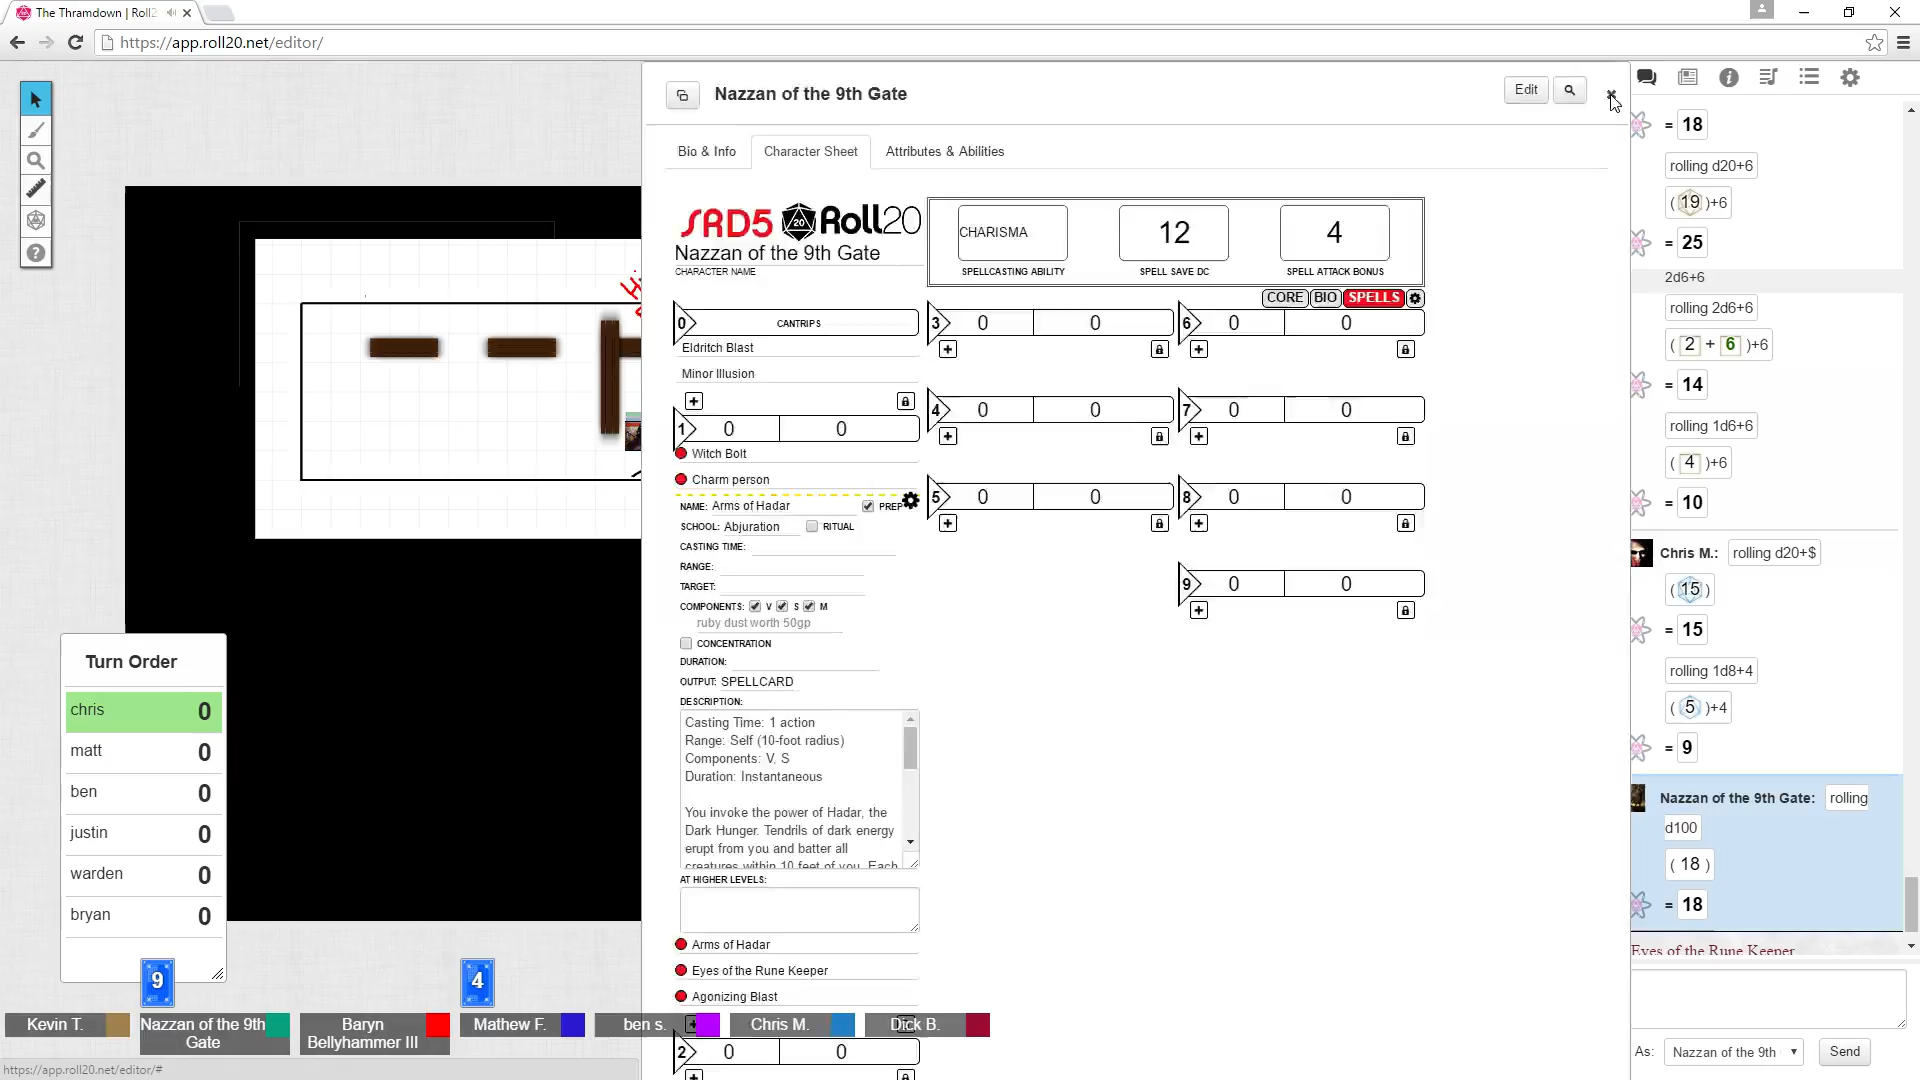 The Thramdown | Roll2
https://app.roll20.net/editor/
Nazzan of the 9th Gate
Edit
Bio & Info
Character Sheet
Attributes & Abilities
SRD5 20 Roll20
Nazzan of the 9th Gate
CHARACTER NAME
CHARISMA
12
4
SPELLCASTING ABILITY
SPELL SAVE DC
SPELL ATTACK BONUS
CORE
BIO
SPELLS
0
CANTRIPS
Eldritch Blast
Minor Illusion
1 0 0
Witch Bolt
Charm person
NAME: Arms of Hadar
PREP
SCHOOL: Abjuration
RITUAL
CASTING TIME:
RANGE:
TARGET:
COMPONENTS: V S M
ruby dust worth 50gp
CONCENTRATION
DURATION:
OUTPUT: SPELLCARD
DESCRIPTION:
Casting Time: 1 action
Range: Self (10-foot radius)
Components: V, S
Duration: Instantaneous
You invoke the power of Hadar, the
Dark Hunger. Tendrils of dark energy
erupt from you and batter all
creatures within 10 feet of you. Each
AT HIGHER LEVELS:
Arms of Hadar
Eyes of the Rune Keeper
Agonizing Blast
2 0 0
3 0 0
4 0 0
5 0 0
6 0 0
7 0 0
8 0 0
9 0 0
= 18
rolling d20+6
(19)+6
= 25
2d6+6
rolling 2d6+6
( 2 + 6 )+6
= 14
rolling 1d6+6
( 4 )+6
= 10
Chris M.: rolling d20+$
(15)
= 15
rolling 1d8+4
( 5 )+4
= 9
Nazzan of the 9th Gate: rolling
d100
( 18 )
= 18
Eyes of the Rune Keeper
As: Nazzan of the 9th
Send
Turn Order
chris 0
matt 0
ben 0
justin 0
warden 0
bryan 0
9
4
Kevin T.
Nazzan of the 9th
Gate
Baryn
Bellyhammer III
Mathew F.
ben s.
Chris M.
Dick B.
https://app.roll20.net/editor/#